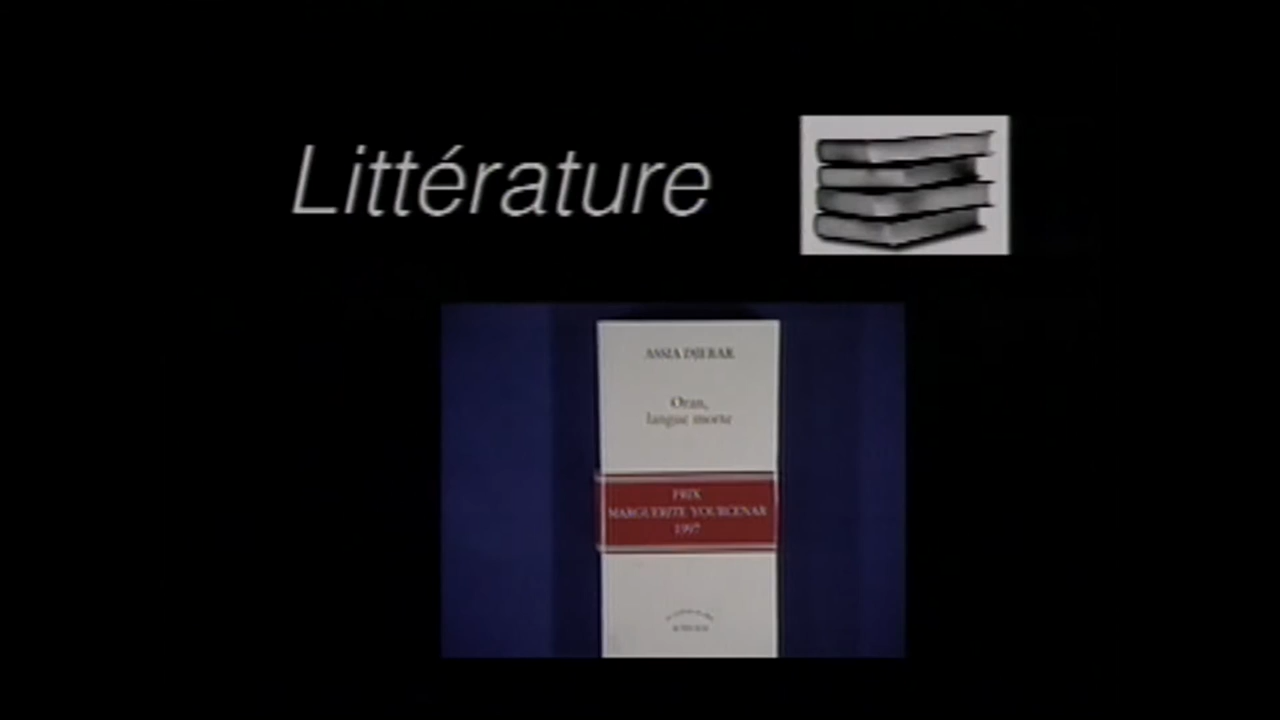 Littérature
ASSIA DJEBAR
Oran,
langue morte
PRIX
MARGUERITE YOURCENAR
1997